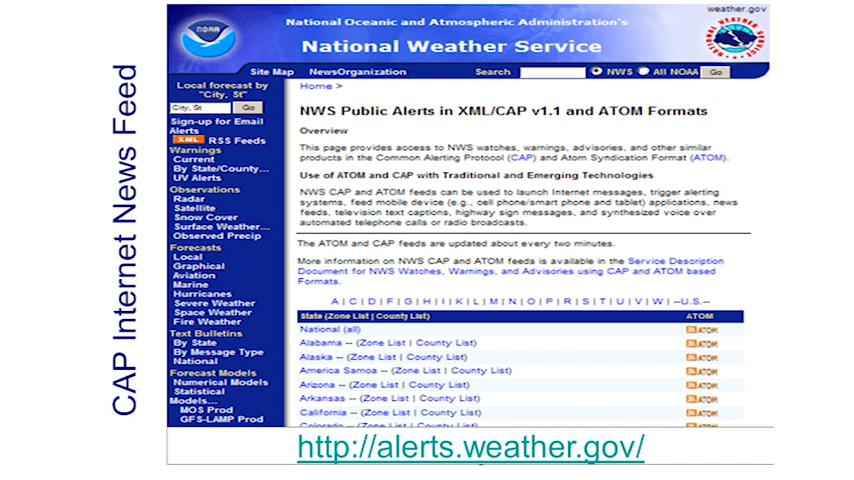 CAP Internet News Feed
weather.gov
NOAA
National Oceanic and Atmospheric Administration's
National Weather Service
Site Map News Organization Search NWS All NOAA Go
Local forecast by
"City, St"
City, St Go
Sign-up for Email
Alerts
XML RSS Feeds
Warnings
Current
By State/County...
UV Alerts
Observations
Radar
Satellite
Snow Cover
Surface Weather...
Observed Precip
Forecasts
Local
Graphical
Aviation
Marine
Hurricanes
Severe Weather
Space Weather
Fire Weather
Text Bulletins
By State
By Message Type
National
Forecast Models
Numerical Models
Statistical
Models...
MOS Prod
GFS-LAMP Prod
Home >
NWS Public Alerts in XML/CAP v1.1 and ATOM Formats
Overview
This page provides access to NWS watches, warnings, advisories, and other similar
products in the Common Alerting Protocol (CAP) and Atom Syndication Format (ATOM).
Use of ATOM and CAP with Traditional and Emerging Technologies
NWS CAP and ATOM feeds can be used to launch Internet messages, trigger alerting
systems, feed mobile device (e.g., cell phone/smart phone and tablet) applications, news
feeds, television text captions, highway sign messages, and synthesized voice over
automated telephone calls or radio broadcasts.
The ATOM and CAP feeds are updated about every two minutes.
More information on NWS CAP and ATOM feeds is available in the Service Description
Document for NWS Watches, Warnings, and Advisories using CAP and ATOM based
Formats.
A | C | D | F | G | H | I | K | L | M | N | O | P | R | S | T | U | V | W | --U.S.--
State (Zone List | County List) ATOM
National (all) ATOM
Alabama -- (Zone List | County List) ATOM
Alaska -- (Zone List | County List) ATOM
America Samoa -- (Zone List | County List) ATOM
Arizona -- (Zone List | County List) ATOM
Arkansas -- (Zone List | County List) ATOM
California -- (Zone List | County List) ATOM
Colorado -- (Zone List | County List) ATOM
http://alerts.weather.gov/